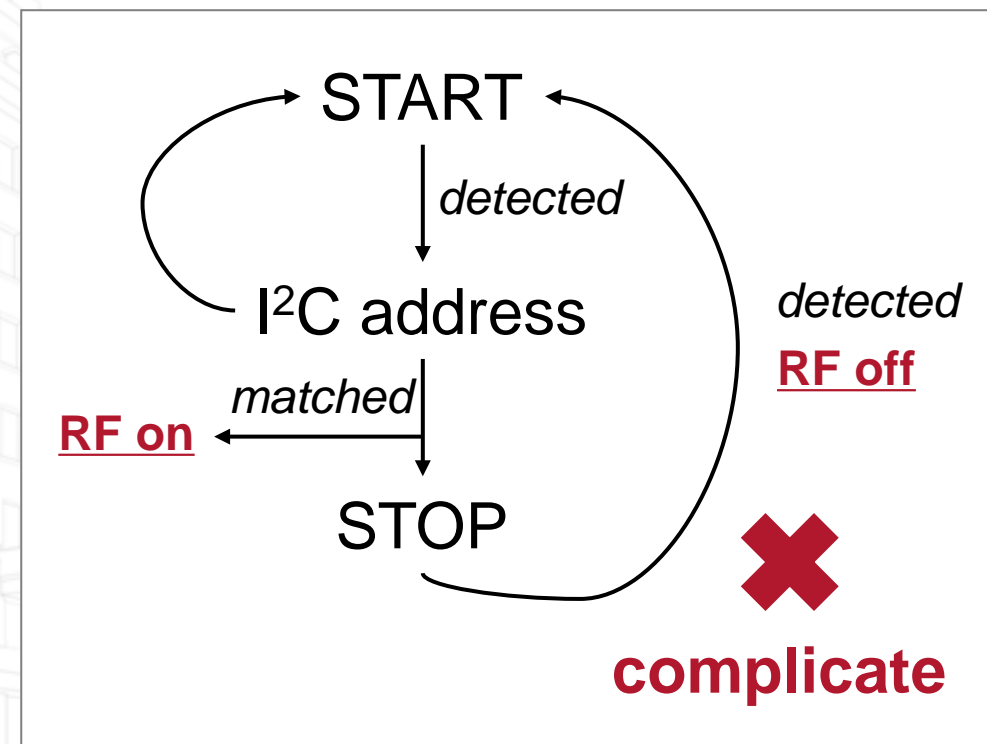 START
detected
I²C address
detected
RF off
matched
RF on
STOP
complicate